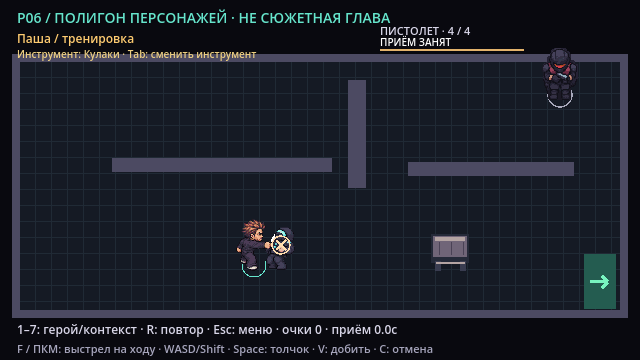 P06 / ПОЛИГОН ПЕРСОНАЖЕЙ · НЕ СЮЖЕТНАЯ ГЛАВА
Паша / тренировка
ПИСТОЛЕТ · 4 / 4
ПРИЁМ ЗАНЯТ
Инструмент: Кулаки · Tab: сменить инструмент
1–7: герой/контекст · R: повтор · Esc: меню · очки 0 · приём 0.0с
F / ПКМ: выстрел на ходу · WASD/Shift · Space: толчок · V: добить · C: отмена